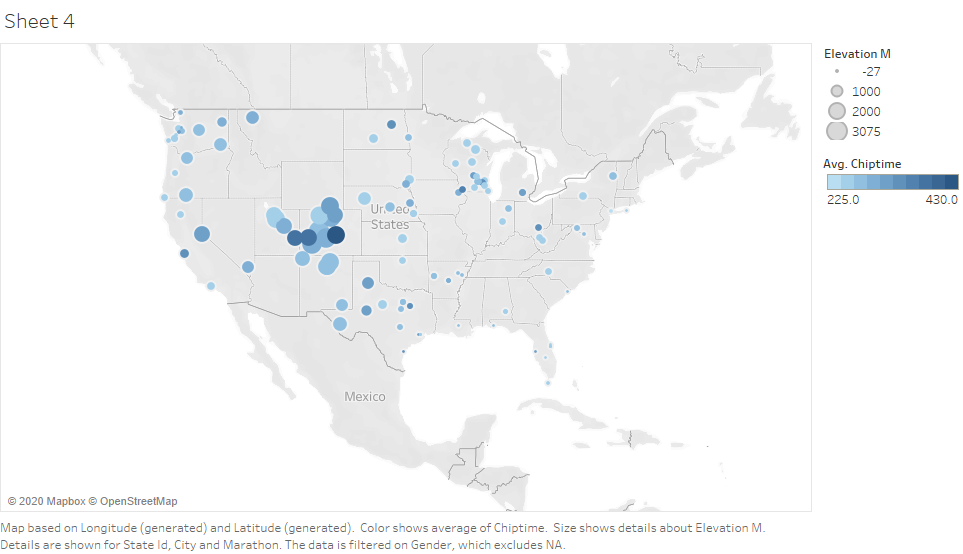 Sheet 4
Elevation M
-27
1000
2000
3075
Avg. Chiptime
225.0 430.0
United
States
Mexico
© 2020 Mapbox © OpenStreetMap
Map based on Longitude (generated) and Latitude (generated). Color shows average of Chiptime. Size shows details about Elevation M.
Details are shown for State Id, City and Marathon. The data is filtered on Gender, which excludes NA.